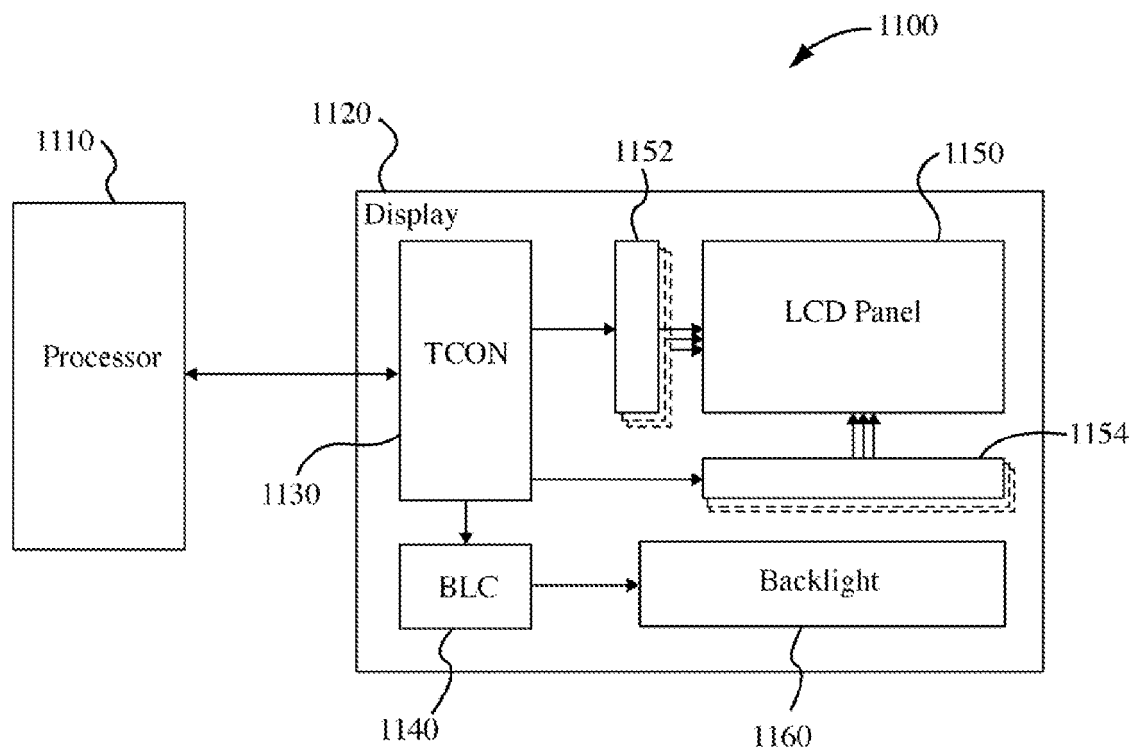 1100
1120
1110
1152
1150
Display
LCD Panel
TCON
Processor
1154
1130
BLC
Backlight
1140
1160